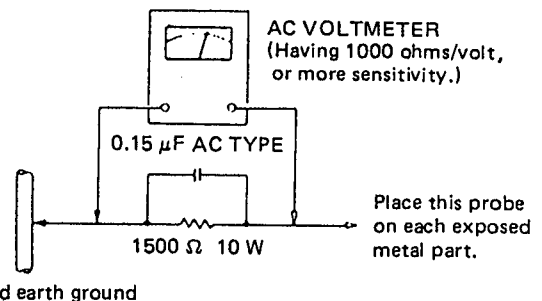 AC VOLTMETER
(Having 1000 ohms/volt,
or more sensitivity.)
0.15 μF AC TYPE
Place this probe
on each exposed
metal part.
1500 Ω 10 W
d earth ground